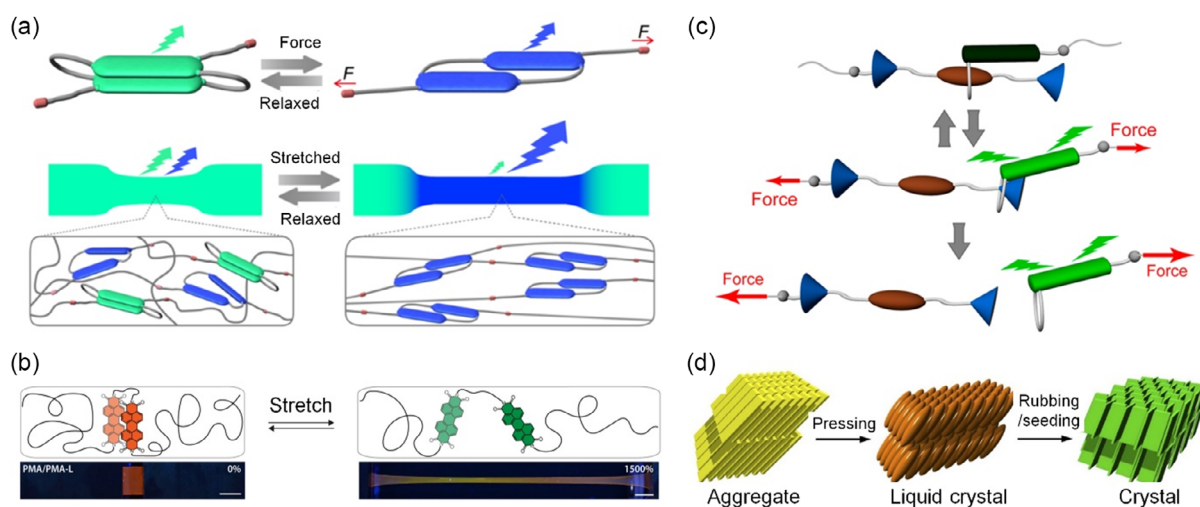 (a)
Force
Relaxed
F
F
Stretched
Relaxed
(b)
Stretch
PMA/PMA-L
0%
1500%
(c)
Force
Force
Force
Force
(d)
Pressing
Rubbing
/seeding
Aggregate
Liquid crystal
Crystal